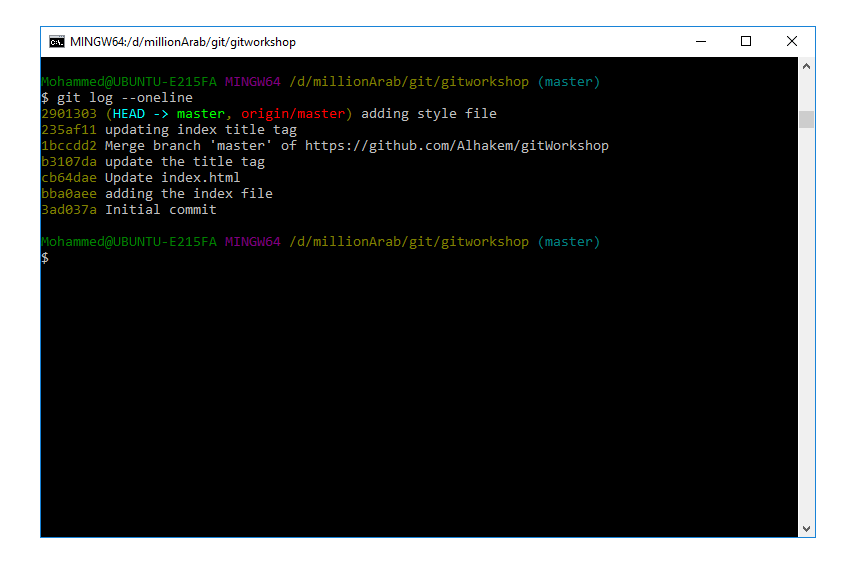 MINGW64:/d/millionArab/git/gitworkshop
Mohammed@UBUNTU-E215FA MINGW64 /d/millionArab/git/gitworkshop (master)
$ git log --oneline
2901303 (HEAD -> master, origin/master) adding style file
235af11 updating index title tag
1bccdd2 Merge branch 'master' of https://github.com/Alhakem/gitWorkshop
b3107da update the title tag
cb64dae Update index.html
bba0aee adding the index file
3ad037a Initial commit
Mohammed@UBUNTU-E215FA MINGW64 /d/millionArab/git/gitworkshop (master)
$